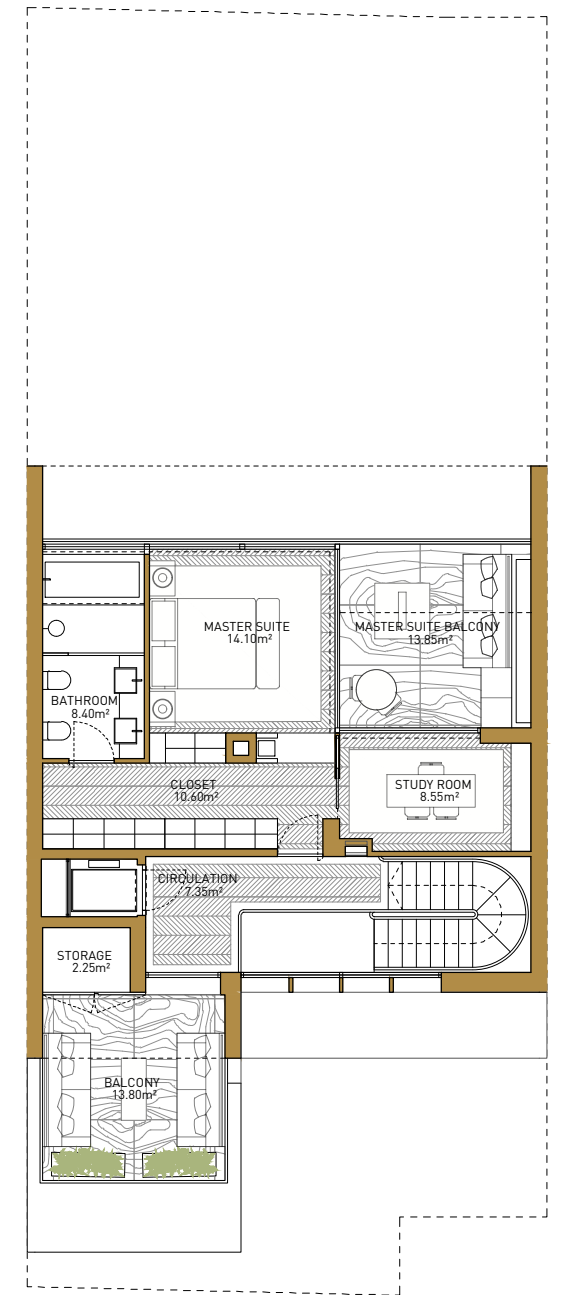 MASTER SUITE
14.10m²
MASTER SUITE BALCONY
13.85m²
BATHROOM
8.40m²
CLOSET
10.60m²
STUDY ROOM
8.55m²
CIRQULATION
7.35m²
STORAGE
2.25m²
BALCONY
13.80m²